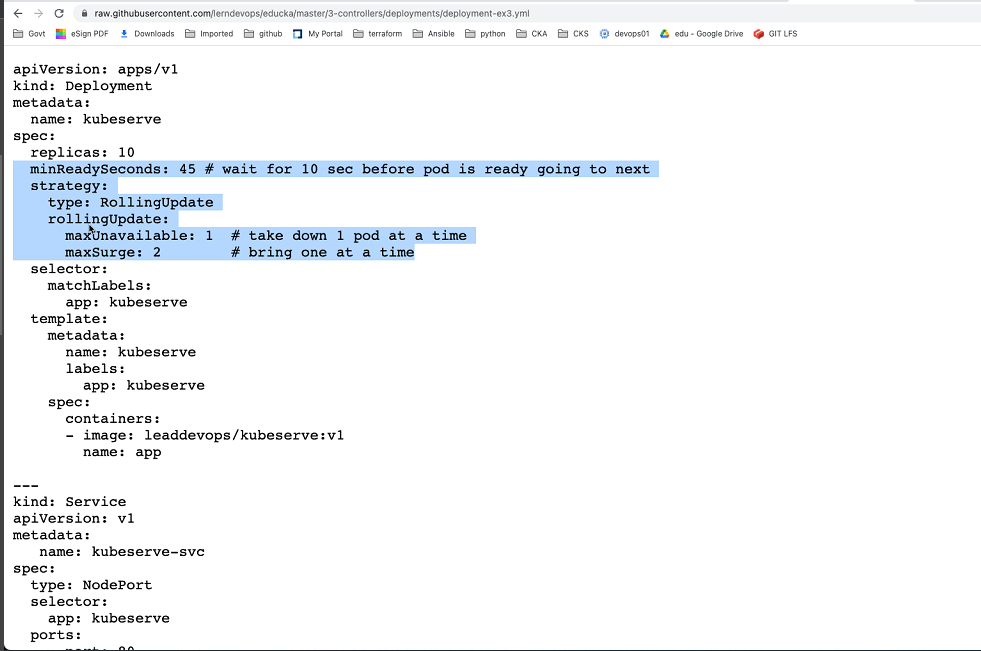 raw.githubusercontent.com/lerndevops/educka/master/3-controllers/deployments/deployment-ex3.yml
Govt eSign PDF Downloads Imported github My Portal terraform Ansible python CKA CKS devops01 edu - Google Drive GIT LFS
apiVersion: apps/v1
kind: Deployment
metadata:
  name: kubeserve
spec:
  replicas: 10
  minReadySeconds: 45 # wait for 10 sec before pod is ready going to next
  strategy:
    type: RollingUpdate
    rollingUpdate:
      maxUnavailable: 1  # take down 1 pod at a time
      maxSurge: 2        # bring one at a time
  selector:
    matchLabels:
      app: kubeserve
  template:
    metadata:
      name: kubeserve
      labels:
        app: kubeserve
    spec:
      containers:
      - image: leaddevops/kubeserve:v1
        name: app
---
kind: Service
apiVersion: v1
metadata:
   name: kubeserve-svc
spec:
  type: NodePort
  selector:
    app: kubeserve
  ports: